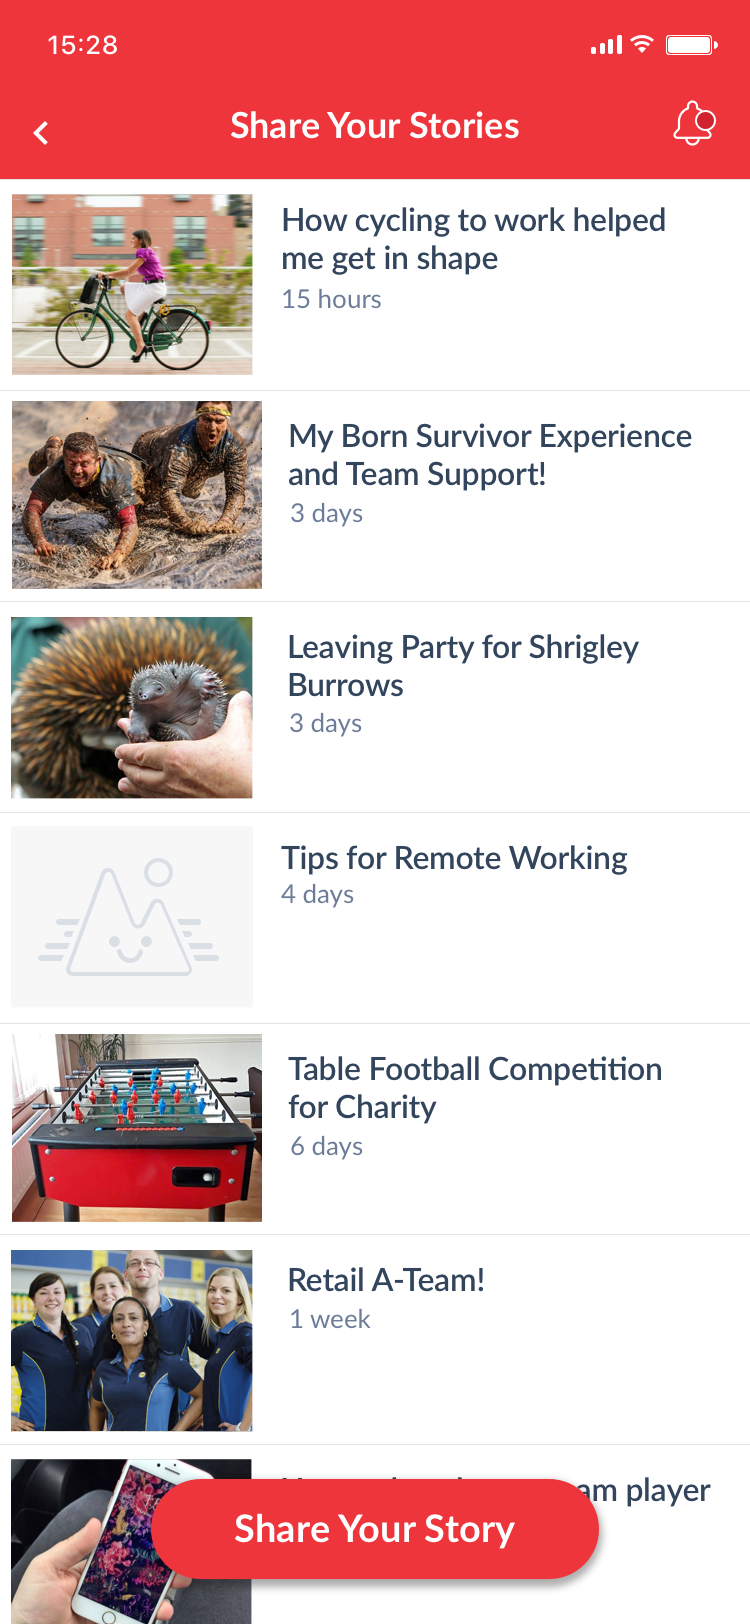 15:28
Share Your Stories
How cycling to work helped
me get in shape
15 hours
My Born Survivor Experience
and Team Support!
3 days
Leaving Party for Shrigley
Burrows
3 days
Tips for Remote Working
4 days
Table Football Competition
for Charity
6 days
Retail A-Team!
1 week
player
Share Your Story